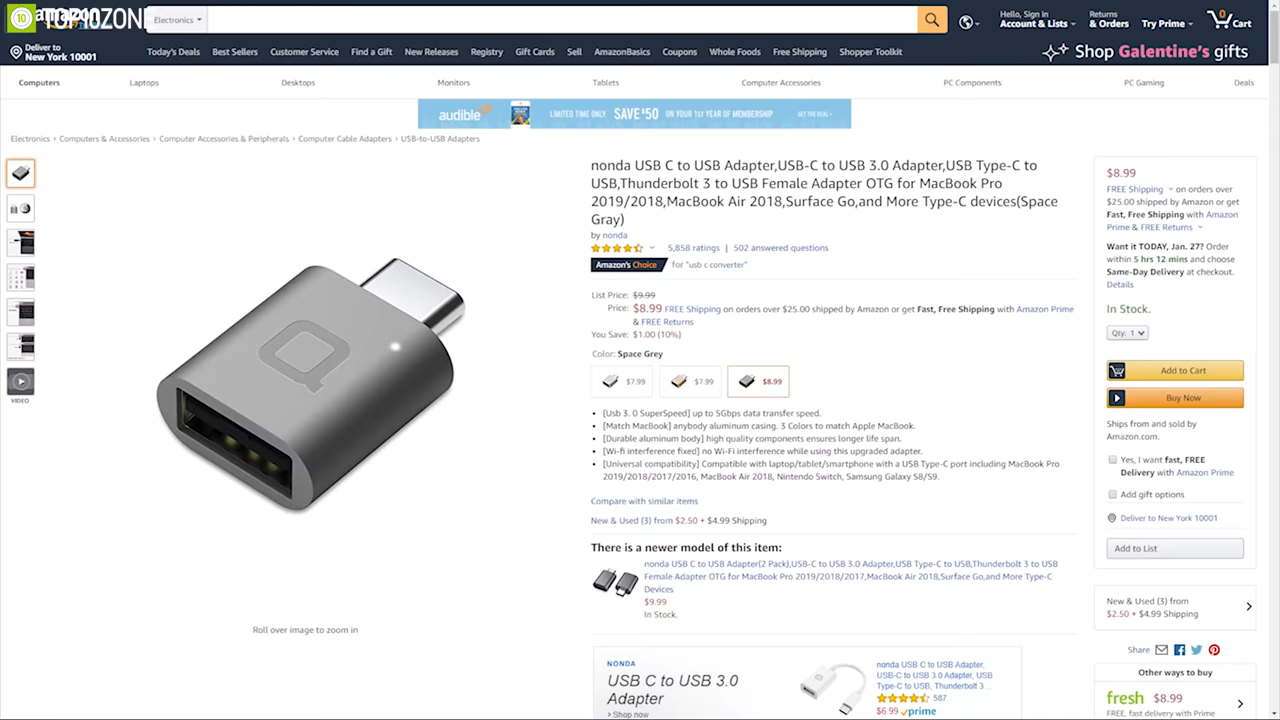 10 TOP10ZONE
amazon
Electronics
Hello, Sign in
Account & Lists
Returns
& Orders
Try Prime
0
Cart
Deliver to
New York 10001
Today's Deals Best Sellers Customer Service Find a Gift New Releases Registry Gift Cards Sell AmazonBasics Coupons Whole Foods Free Shipping Shopper Toolkit
Shop Galentine's gifts
Computers Laptops Desktops Monitors Tablets Computer Accessories PC Components PC Gaming Deals
audible LIMITED TIME ONLY SAVE $50 ON YOUR 1ST YEAR OF MEMBERSHIP GET THE DEAL ›
Electronics › Computers & Accessories › Computer Accessories & Peripherals › Computer Cable Adapters › USB-to-USB Adapters
VIDEO
Roll over image to zoom in
nonda USB C to USB Adapter,USB-C to USB 3.0 Adapter,USB Type-C to
USB,Thunderbolt 3 to USB Female Adapter OTG for MacBook Pro
2019/2018,MacBook Air 2018,Surface Go,and More Type-C devices(Space
Gray)
by nonda
5,858 ratings | 502 answered questions
Amazon's Choice for "usb c converter"
List Price: $9.99
Price: $8.99 FREE Shipping on orders over $25.00 shipped by Amazon or get Fast, Free Shipping with Amazon Prime
& FREE Returns
You Save: $1.00 (10%)
Color: Space Grey
$7.99 $7.99 $8.99
• [Usb 3. 0 SuperSpeed] up to 5Gbps data transfer speed.
• [Match MacBook] anybody aluminum casing. 3 Colors to match Apple MacBook.
• [Durable aluminum body] high quality components ensures longer life span.
• [Wi-fi interference fixed] no Wi-Fi interference while using this upgraded adapter.
• [Universal compatibility] Compatible with laptop/tablet/smartphone with a USB Type-C port including MacBook Pro
2019/2018/2017/2016, MacBook Air 2018, Nintendo Switch, Samsung Galaxy S8/S9.
Compare with similar items
New & Used (3) from $2.50 + $4.99 Shipping
There is a newer model of this item:
nonda USB C to USB Adapter(2 Pack),USB-C to USB 3.0 Adapter,USB Type-C to USB,Thunderbolt 3 to USB
Female Adapter OTG for MacBook Pro 2019/2018/2017,MacBook Air 2018,Surface Go,and More Type-C
Devices
$9.99
In Stock.
NONDA
USB C to USB 3.0
Adapter
› Shop now
nonda USB C to USB Adapter,
USB-C to USB 3.0 Adapter, USB
Type-C to USB, Thunderbolt 3 ...
587
$6.99 prime
$8.99
FREE Shipping on orders over
$25.00 shipped by Amazon or get
Fast, Free Shipping with Amazon
Prime & FREE Returns
Want it TODAY, Jan. 27? Order
within 5 hrs 12 mins and choose
Same-Day Delivery at checkout.
Details
In Stock.
Qty: 1
Add to Cart
Buy Now
Ships from and sold by
Amazon.com.
Yes, I want fast, FREE
Delivery with Amazon Prime
Add gift options
Deliver to New York 10001
Add to List
New & Used (3) from
$2.50 + $4.99 Shipping
Share
Other ways to buy
fresh $8.99
FREE, fast delivery with Prime